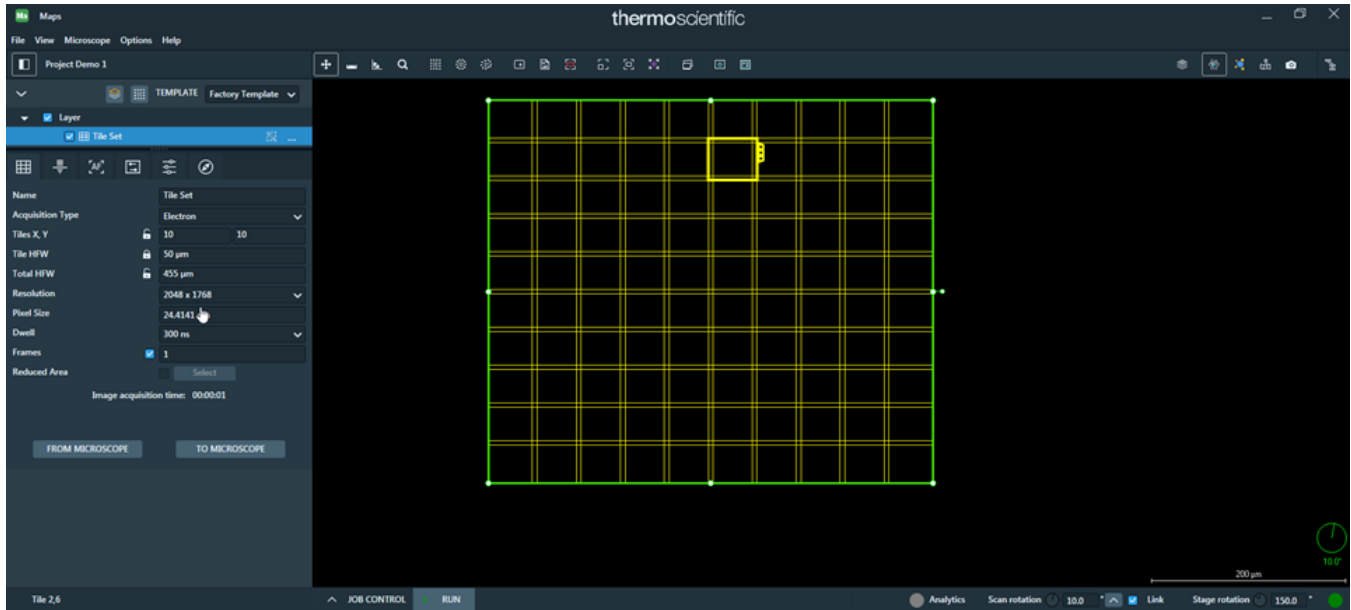 Ma Maps
thermoscientific
File View Microscope Options Help
Project Demo 1
TEMPLATE Factory Template
Layer
Tile Set ...
AF
Name Tile Set
Acquisition Type Electron
Tiles X, Y 10 10
Tile HFW 50 µm
Total HFW 455 µm
Resolution 2048 x 1768
Pixel Size 24.4141
Dwell 300 ns
Frames 1
Reduced Area Select
Image acquisition time: 00:00:01
FROM MICROSCOPE TO MICROSCOPE
10.0°
200 µm
Tile 2,6 JOB CONTROL RUN Analytics Scan rotation 10.0 ° Link Stage rotation 150.0 °